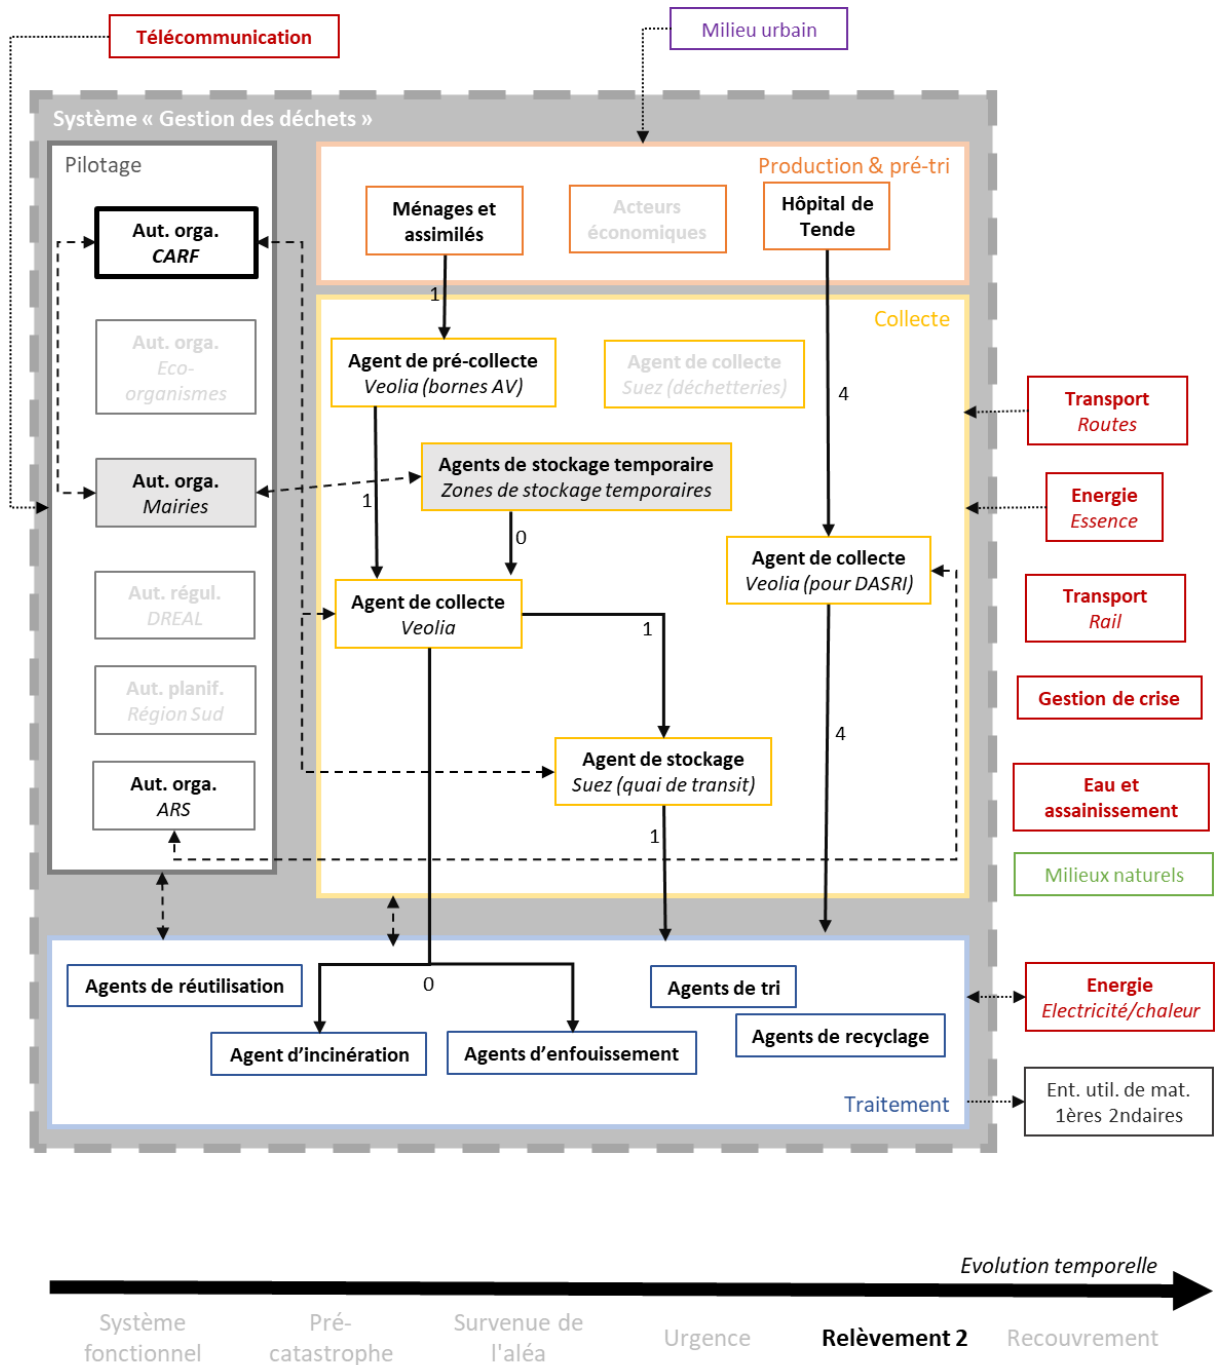 Télécommunication
Milieu urbain
Système « Gestion des déchets »
Pilotage
Aut. orga.
CARF
Aut. orga.
Eco-
organismes
Aut. orga.
Mairies
Aut. régul.
DREAL
Aut. planif.
Région Sud
Aut. orga.
ARS
Production & pré-tri
Ménages et
assimilés
Acteurs
économiques
Hôpital de
Tende
1
4
Collecte
Agent de pré-collecte
Veolia (bornes AV)
Agent de collecte
Suez (déchetteries)
1
Agents de stockage temporaire
Zones de stockage temporaires
0
Agent de collecte
Veolia (pour DASRI)
Agent de collecte
Veolia
1
4
Agent de stockage
Suez (quai de transit)
1
Transport
Routes
Energie
Essence
Transport
Rail
Gestion de crise
Eau et
assainissement
Milieux naturels
Energie
Electricité/chaleur
Ent. util. de mat.
1ères 2ndaires
Agents de réutilisation
0
Agents de tri
Agent d’incinération
Agents d’enfouissement
Agents de recyclage
Traitement
Evolution temporelle
Système
fonctionnel
Pré-
catastrophe
Survenue de
l'aléa
Urgence
Relèvement 2
Recouvrement